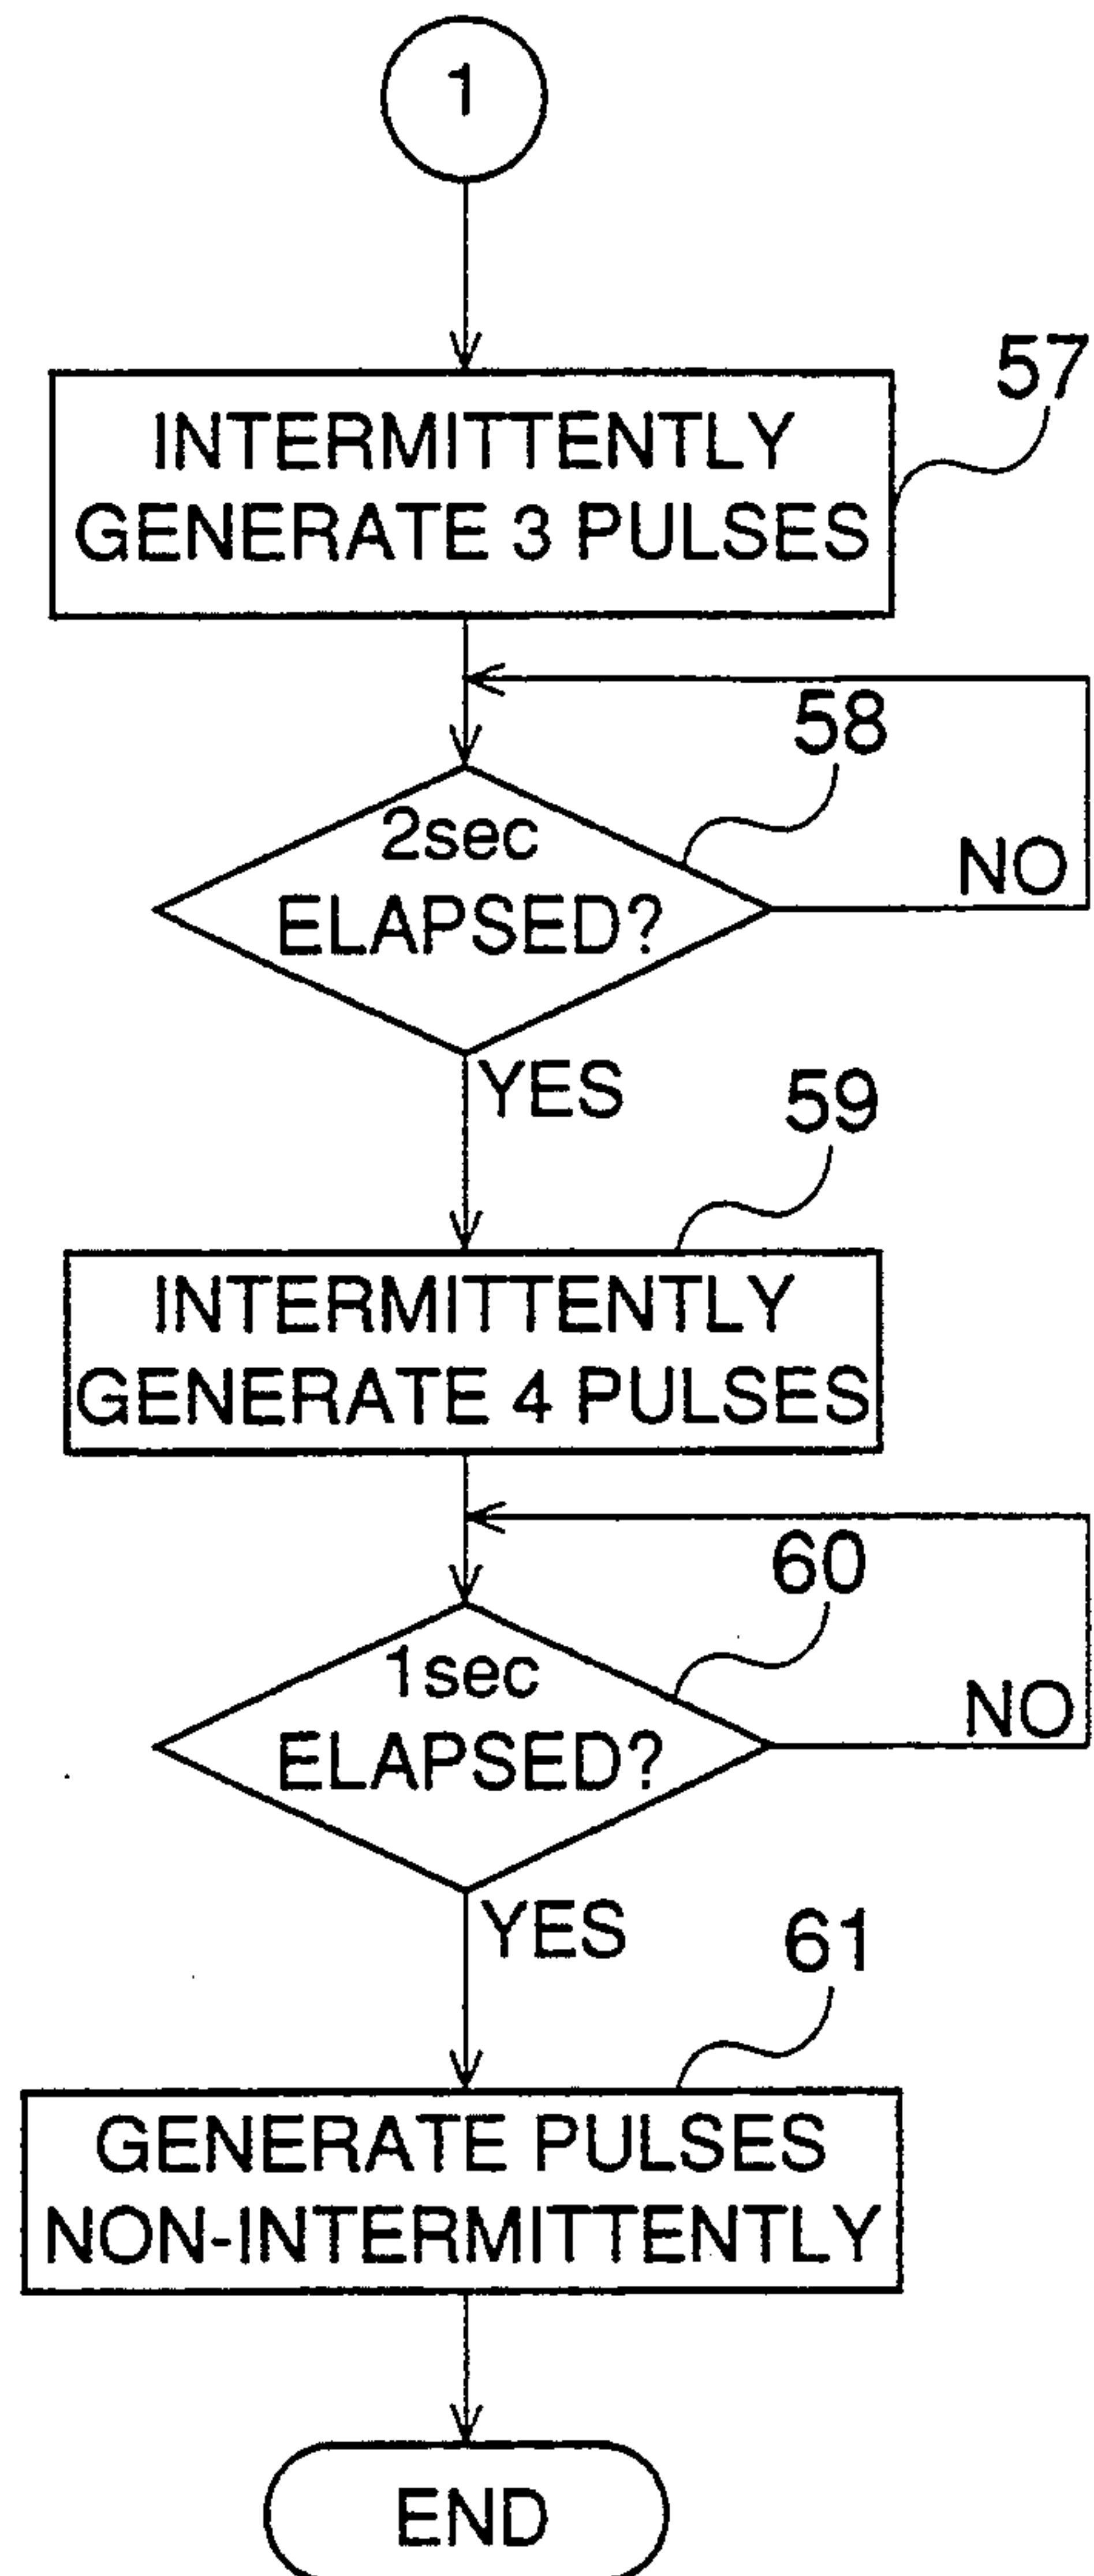 1
57
INTERMITTENTLY
GENERATE 3 PULSES
58
2sec
ELAPSED?
NO
YES
59
INTERMITTENTLY
GENERATE 4 PULSES
60
1sec
ELAPSED?
NO
YES
61
GENERATE PULSES
NON-INTERMITTENTLY
END